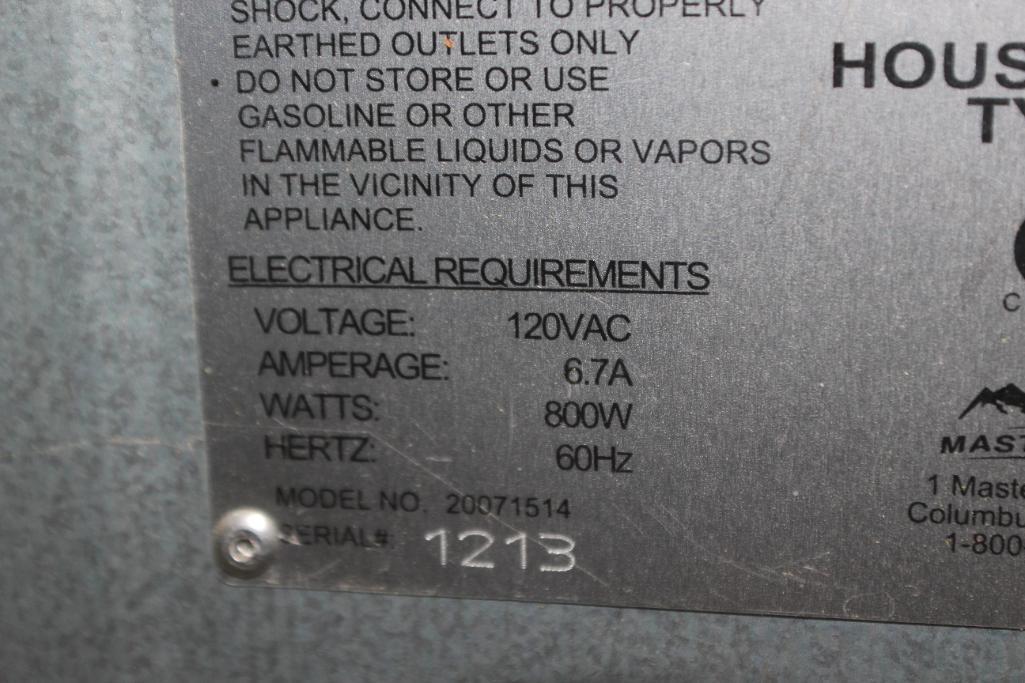 SHOCK, CONNECT TO PROPERLY
EARTHED OUTLETS ONLY
• DO NOT STORE OR USE
GASOLINE OR OTHER
FLAMMABLE LIQUIDS OR VAPORS
IN THE VICINITY OF THIS
APPLIANCE.
ELECTRICAL REQUIREMENTS
VOLTAGE: 120VAC
AMPERAGE: 6.7A
WATTS: 800W
HERTZ: 60Hz
MODEL NO. 20071514
SERIAL#: 1213
HOUS
TY
C
MAST
1 Maste
Columbu
1-800